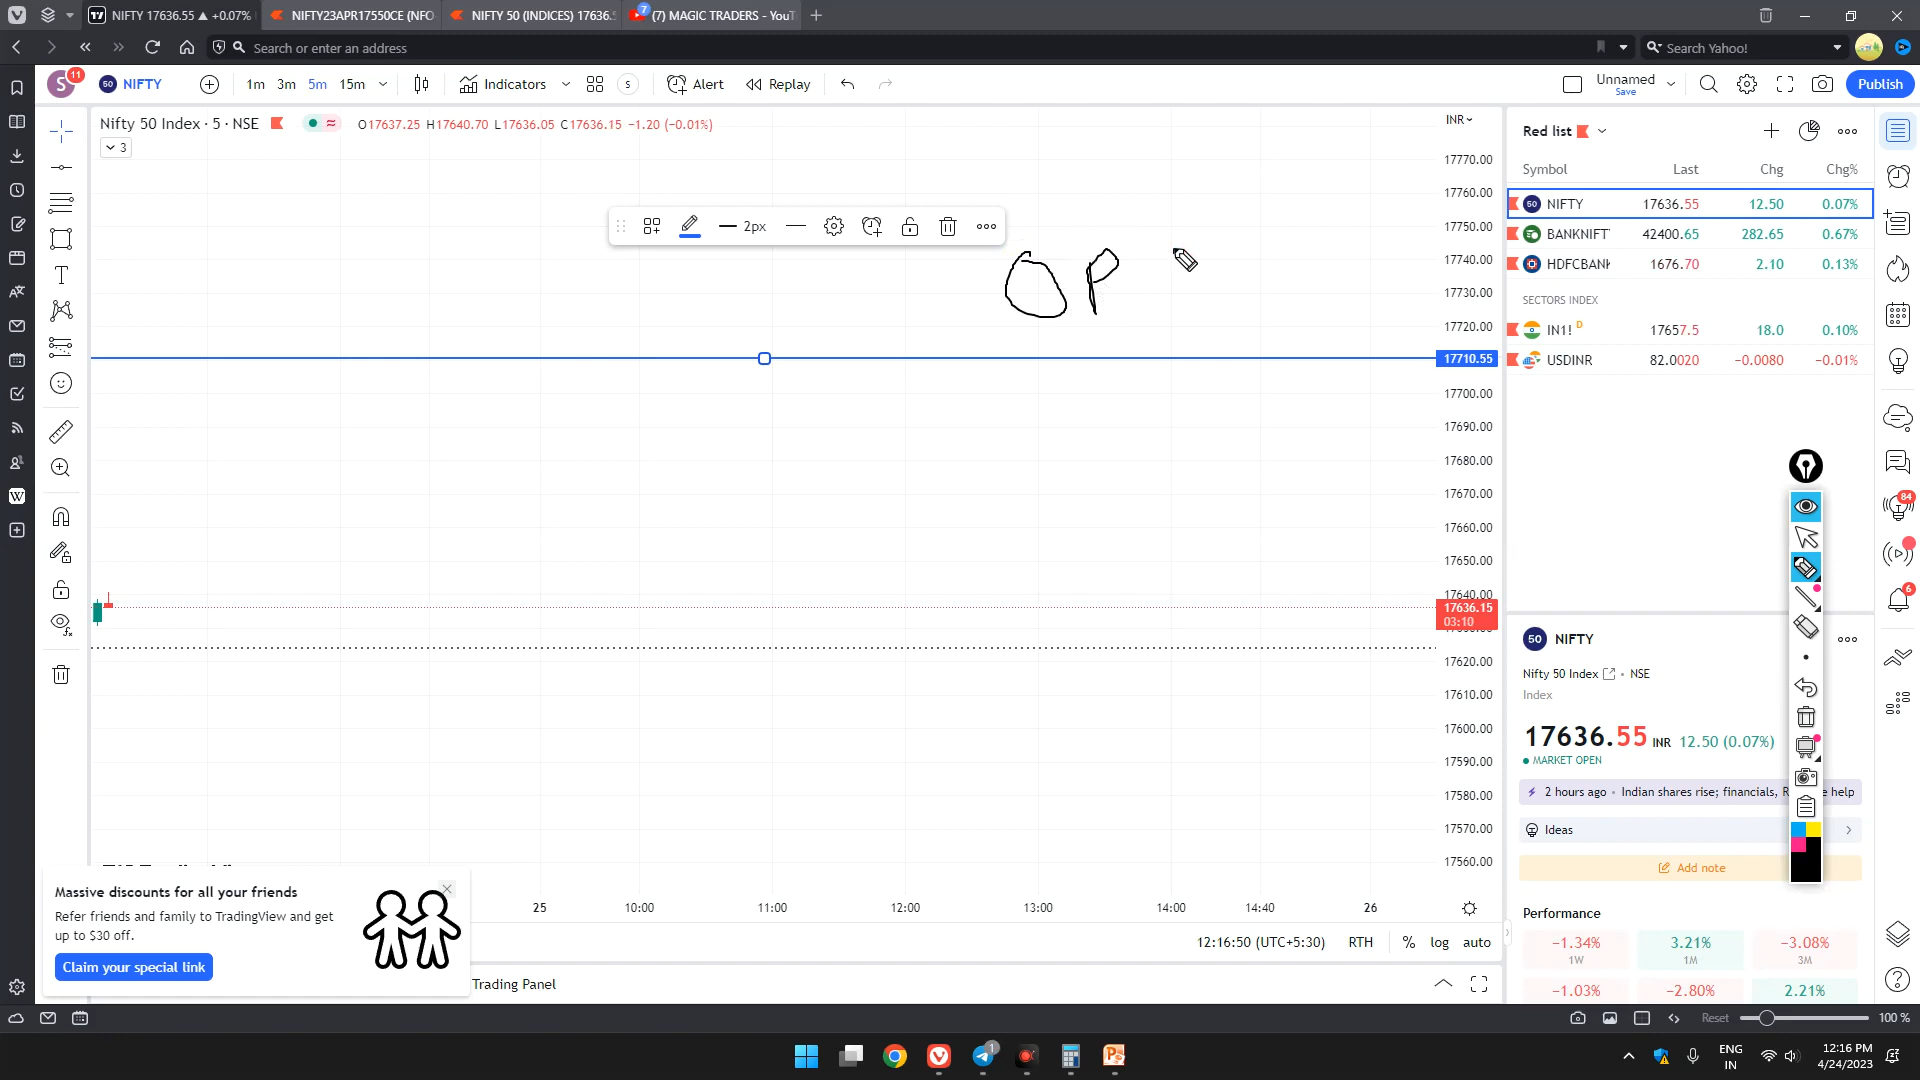 NIFTY 17636.55 ▲ +0.07%
NIFTY23APR17550CE (NFO
NIFTY 50 (INDICES) 17636.5
7
(7) MAGIC TRADERS - YouT
Search or enter an address
Search Yahoo!
S
11
50
NIFTY
1m 3m 5m 15m
Indicators
S
Alert
Replay
Unnamed
Save
Publish
Nifty 50 Index · 5 · NSE
O17637.25 H17640.70 L17636.05 C17636.15 −1.20 (−0.01%)
3
INR
2px
OP
17770.00
17760.00
17750.00
17740.00
17730.00
17720.00
17710.55
17700.00
17690.00
17680.00
17670.00
17660.00
17650.00
17640.00
17636.15
03:10
17620.00
17610.00
17600.00
17590.00
17580.00
17570.00
17560.00
25 10:00 11:00 12:00 13:00 14:00 14:40 26
12:16:50 (UTC+5:30) RTH % log auto
Trading Panel
Massive discounts for all your friends
Refer friends and family to TradingView and get
up to $30 off.
Claim your special link
Red list
Symbol Last Chg Chg%
50 NIFTY 17636.55 12.50 0.07%
BANKNIFT 42400.65 282.65 0.67%
HDFCBANK 1676.70 2.10 0.13%
SECTORS INDEX
IN1! D 17657.5 18.0 0.10%
USDINR 82.0020 −0.0080 −0.01%
50 NIFTY
Nifty 50 Index • NSE
Index
17636.55 INR 12.50 (0.07%)
MARKET OPEN
2 hours ago • Indian shares rise; financials, R
e help
Ideas
Add note
Performance
−1.34%
1W
3.21%
1M
−3.08%
3M
−1.03%
−2.80%
2.21%
84
6
Reset
100 %
1
ENG
IN
12:16 PM
4/24/2023